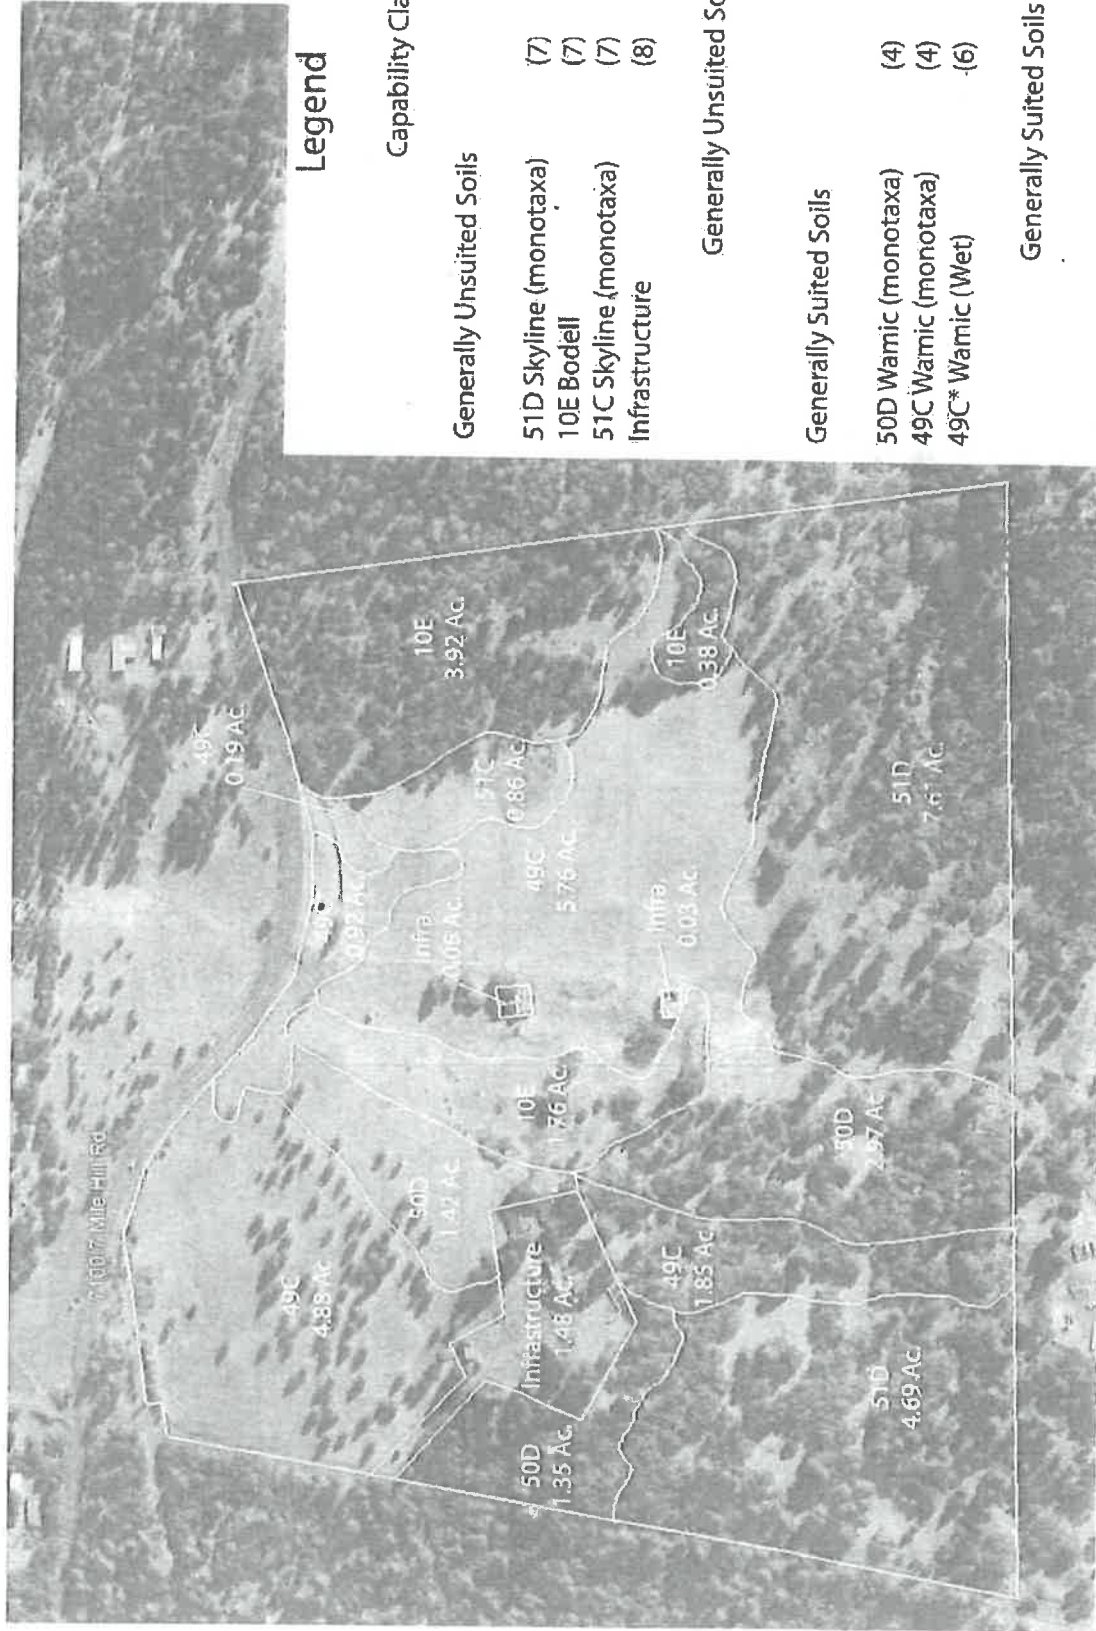 Legend
Capability Cla
Generally Unsuited Soils
51D Skyline (monotaxa) (7)
10E Bodell (7)
51C Skyline (monotaxa) (7)
Infrastructure (8)
Generally Unsuited So
Generally Suited Soils
50D Wamic (monotaxa) (4)
49C Wamic (monotaxa) (4)
49C* Wamic (Wet) (6)
Generally Suited Soils
7 Mile Hill Rd
49C
4.88 Ac.
50D
1.42 Ac.
50D
1.35 Ac.
Infrastructure
1.48 Ac.
49C
1.85 Ac.
51D
4.69 Ac.
50D
2.97 Ac.
10E
1.76 Ac.
Infra.
0.06 Ac.
Infra.
0.03 Ac.
0.92 Ac.
49C
5.76 Ac.
51C
0.86 Ac.
49C
0.19 Ac.
10E
3.92 Ac.
10E
0.38 Ac.
51D
Ac.